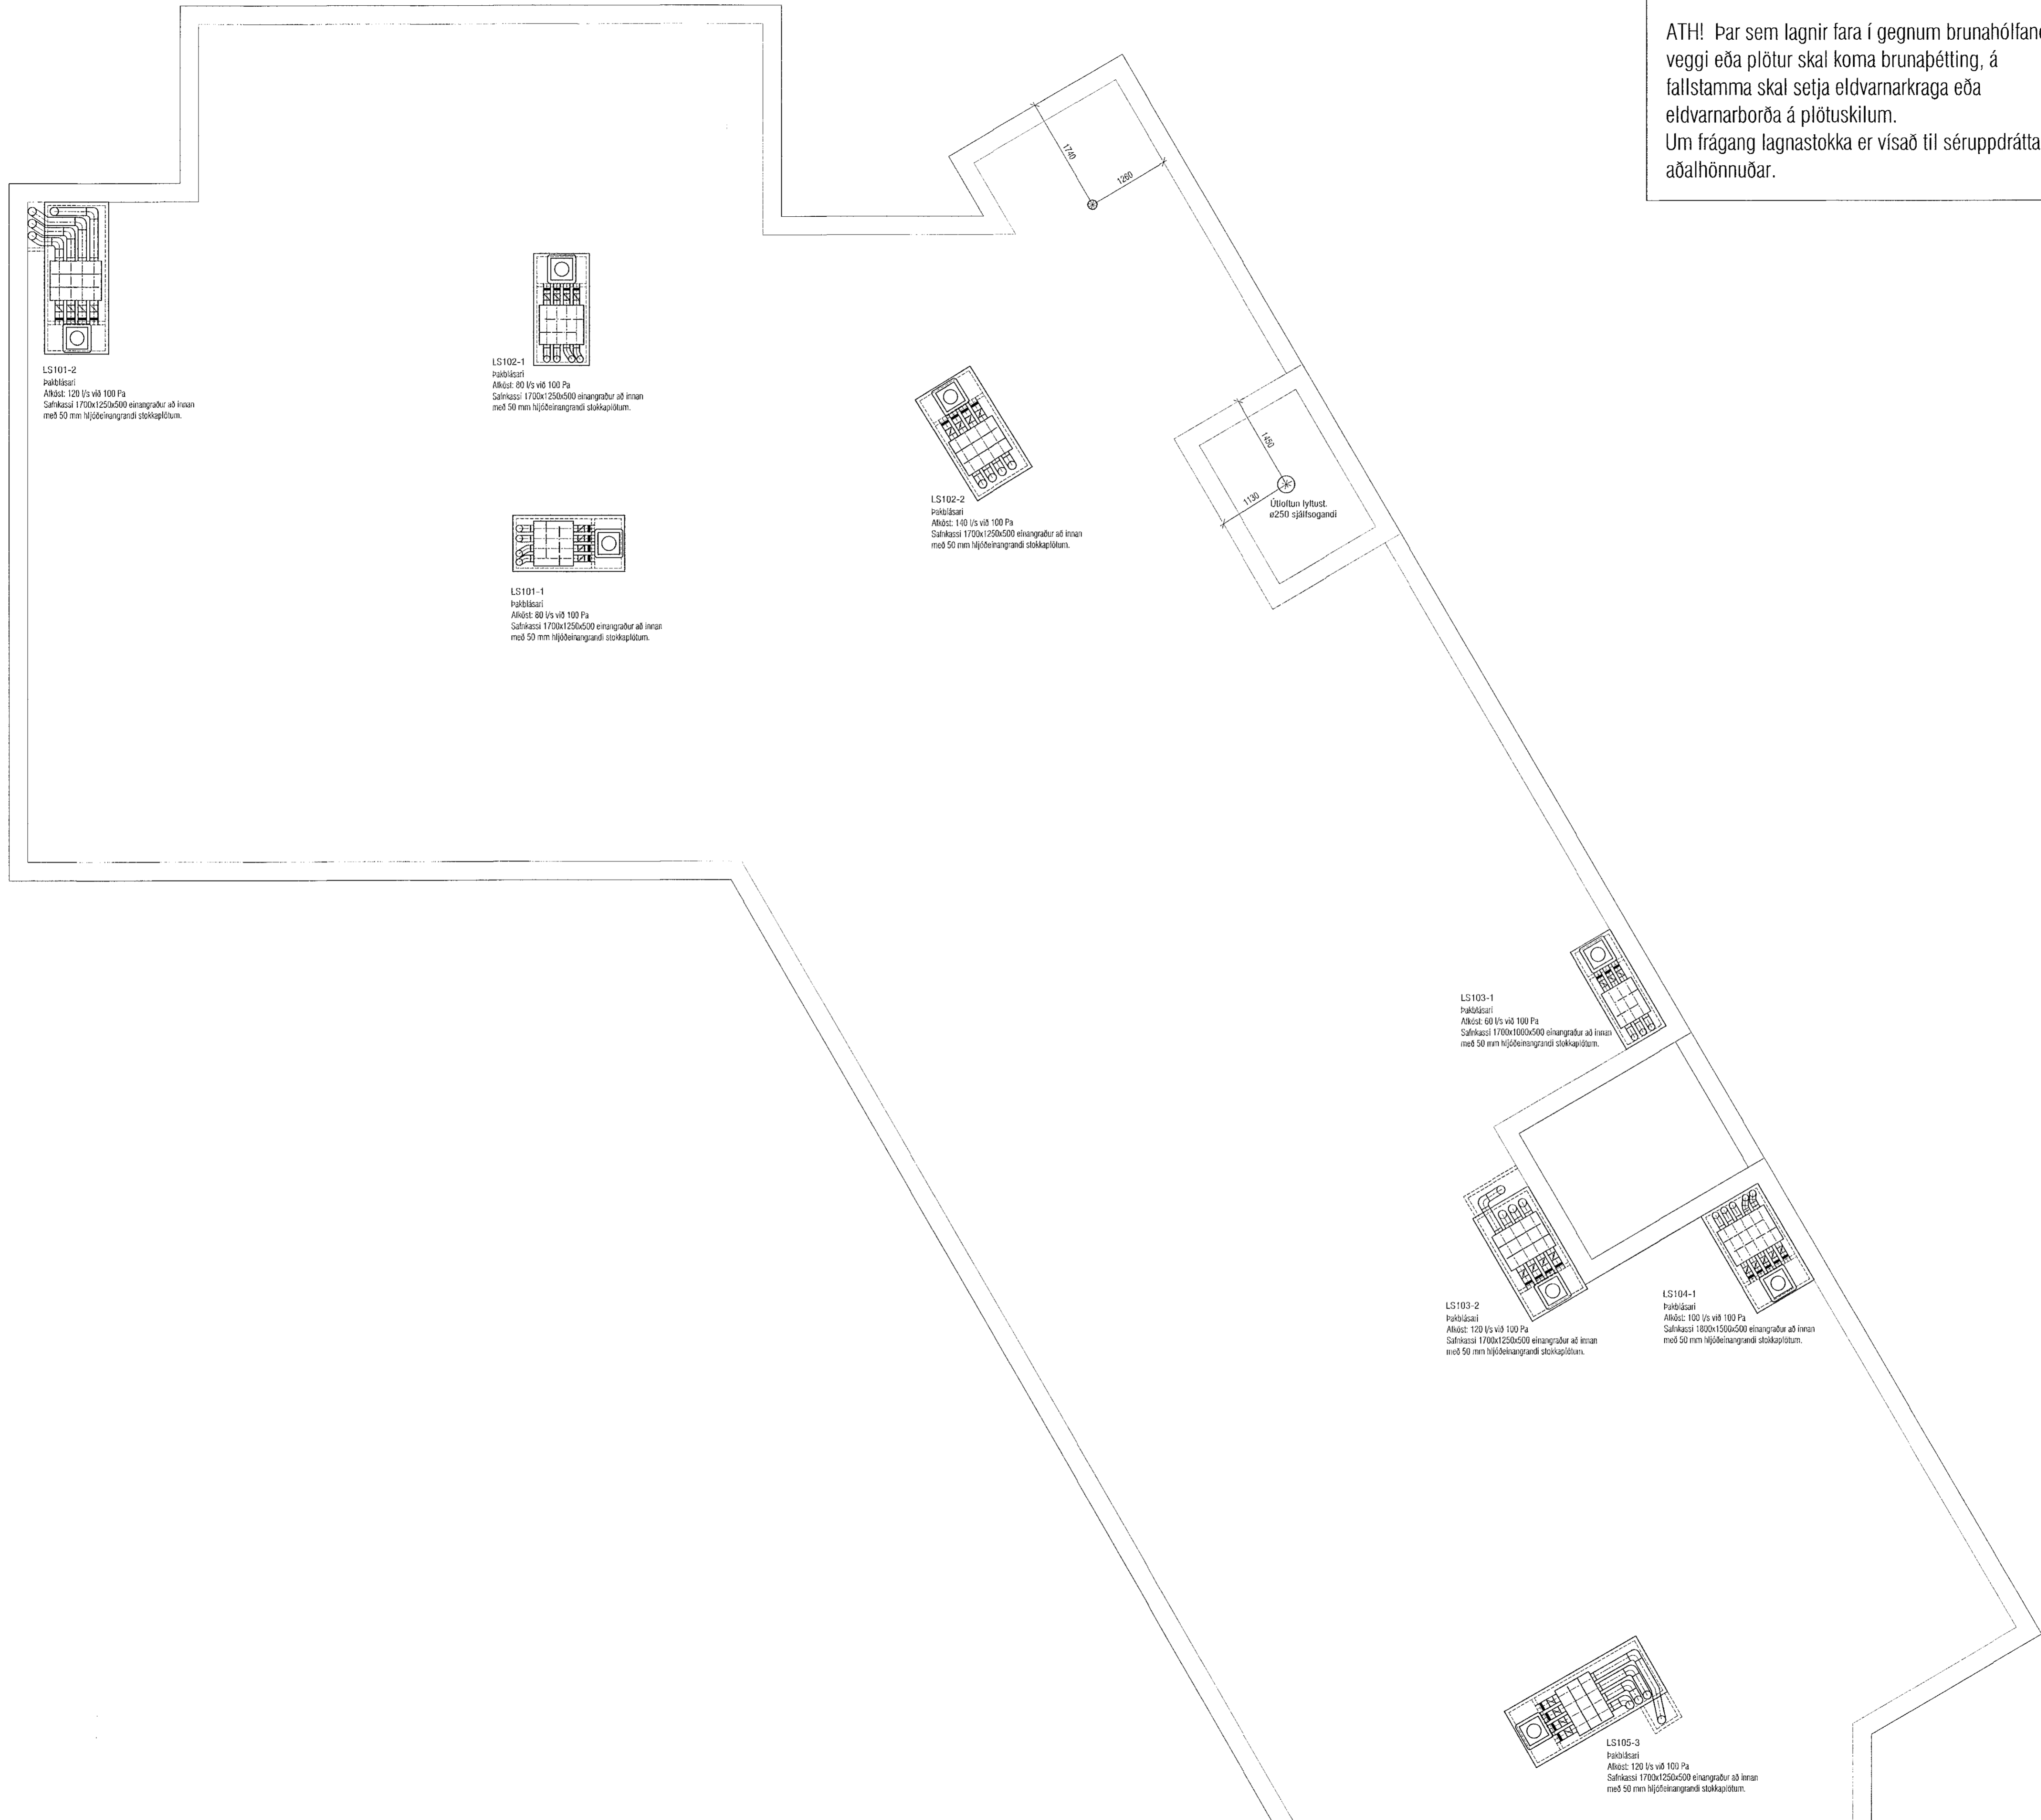 ATH! Þar sem lagnir fara í gegnum
veggi eða plötur skal koma brunaþétting, á
fallstamma skal setja eldvarnarkraga eða
eldvarnarborða á plötuskilum.
Um frágang lagnastokka er vísað til séruppdrátta
aðalhönnuðar.
1740
1260
LS101-2
Þakblásari
Afköst: 120 l/s við 100 Pa
Safnkassi 1700x1250x500 einangraður að innan
með 50 mm hljóðeinangrandi stokkaplötum.
LS102-1
Þakblásari
Afköst: 80 l/s við 100 Pa
Safnkassi 1700x1250x500 einangraður að innan
með 50 mm hljóðeinangrandi stokkaplötum.
1450
1130
Útloftun lyftust.
ø250 sjálfsogandi
LS102-2
Þakblásari
Afköst: 140 l/s við 100 Pa
Safnkassi 1700x1250x500 einangraður að innan
með 50 mm hljóðeinangrandi stokkaplötum.
LS101-1
Þakblásari
Afköst: 80 l/s við 100 Pa
Safnkassi 1700x1250x500 einangraður að innan
með 50 mm hljóðeinangrandi stokkaplötum.
LS103-1
Þakblásari
Afköst: 60 l/s við 100 Pa
Safnkassi 1700x1000x500 einangraður að innan
með 50 mm hljóðeinangrandi stokkaplötum.
LS103-2
Þakblásari
Afköst: 120 l/s við 100 Pa
Safnkassi 1700x1250x500 einangraður að innan
með 50 mm hljóðeinangrandi stokkaplötum.
LS104-1
Þakblásari
Afköst: 100 l/s við 100 Pa
Safnkassi 1800x1500x500 einangraður að innan
með 50 mm hljóðeinangrandi stokkaplötum.
LS105-3
Þakblásari
Afköst: 120 l/s við 100 Pa
Safnkassi 1700x1250x500 einangraður að innan
með 50 mm hljóðeinangrandi stokkaplötum.